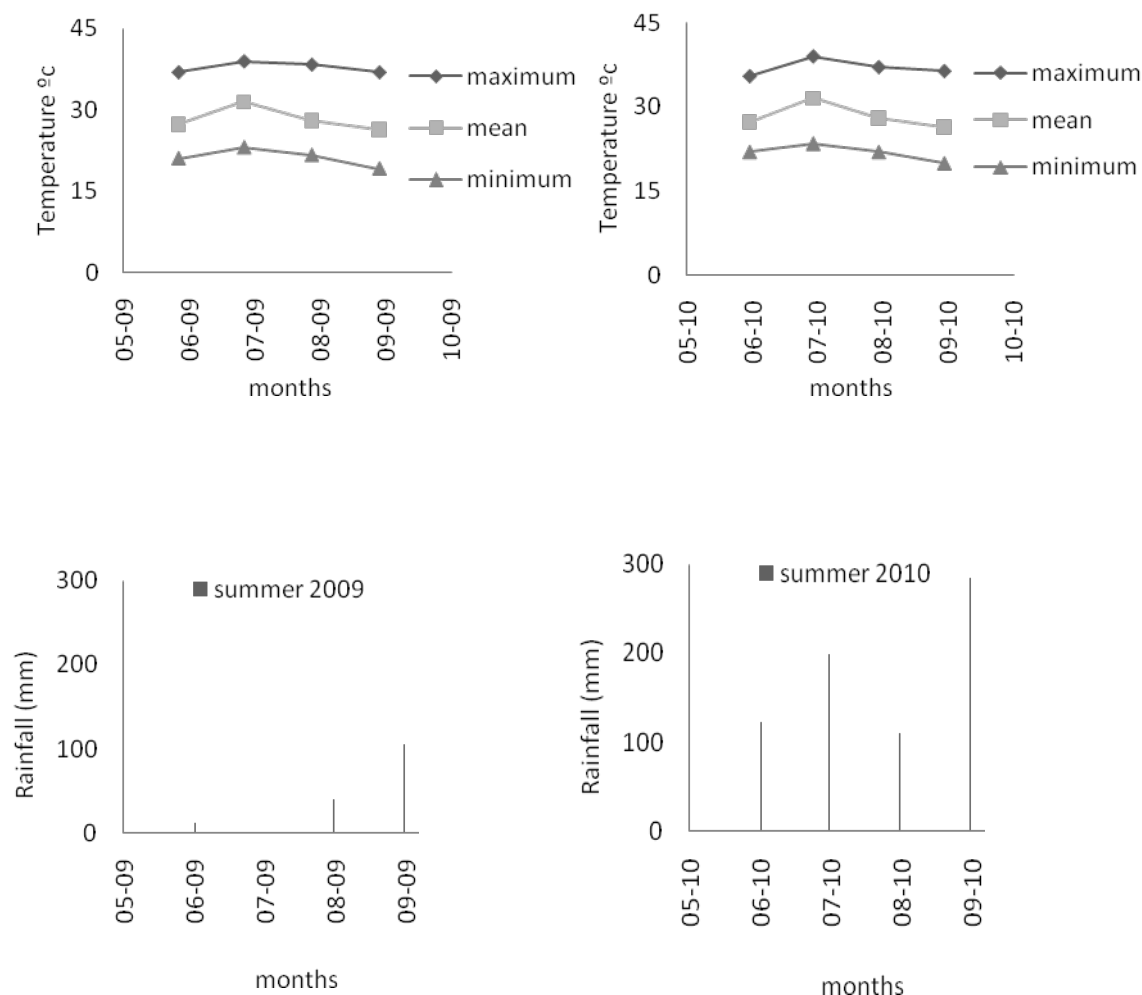 45
30
15
0
Temperature ºc
maximum
mean
minimum
05-09
06-09
07-09
08-09
09-09
10-09
months
45
30
15
0
Temperature ºc
maximum
mean
minimum
05-10
06-10
07-10
08-10
09-10
10-10
months
300
200
100
0
Rainfall (mm)
summer 2009
05-09
06-09
07-09
08-09
09-09
months
300
200
100
0
Rainfall (mm)
summer 2010
05-10
06-10
07-10
08-10
09-10
months